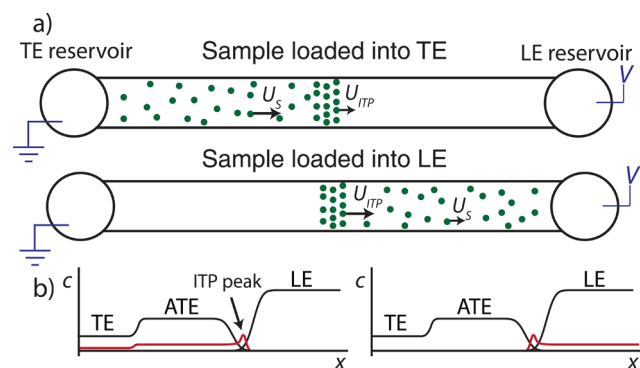 a)
TE reservoir
Sample loaded into TE
LE reservoir
V
U_S
U_ITP
Sample loaded into LE
V
U_ITP
U_S
b)
c
ITP peak
LE
ATE
TE
x
c
LE
ATE
TE
x